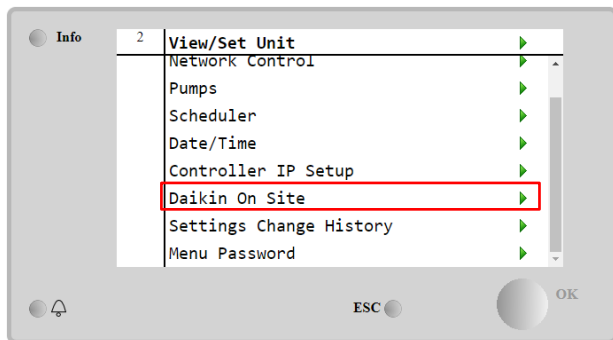 Info
2
View/Set Unit
Network Control
Pumps
Scheduler
Date/Time
Controller IP Setup
Daikin On Site
Settings Change History
Menu Password
ESC
OK